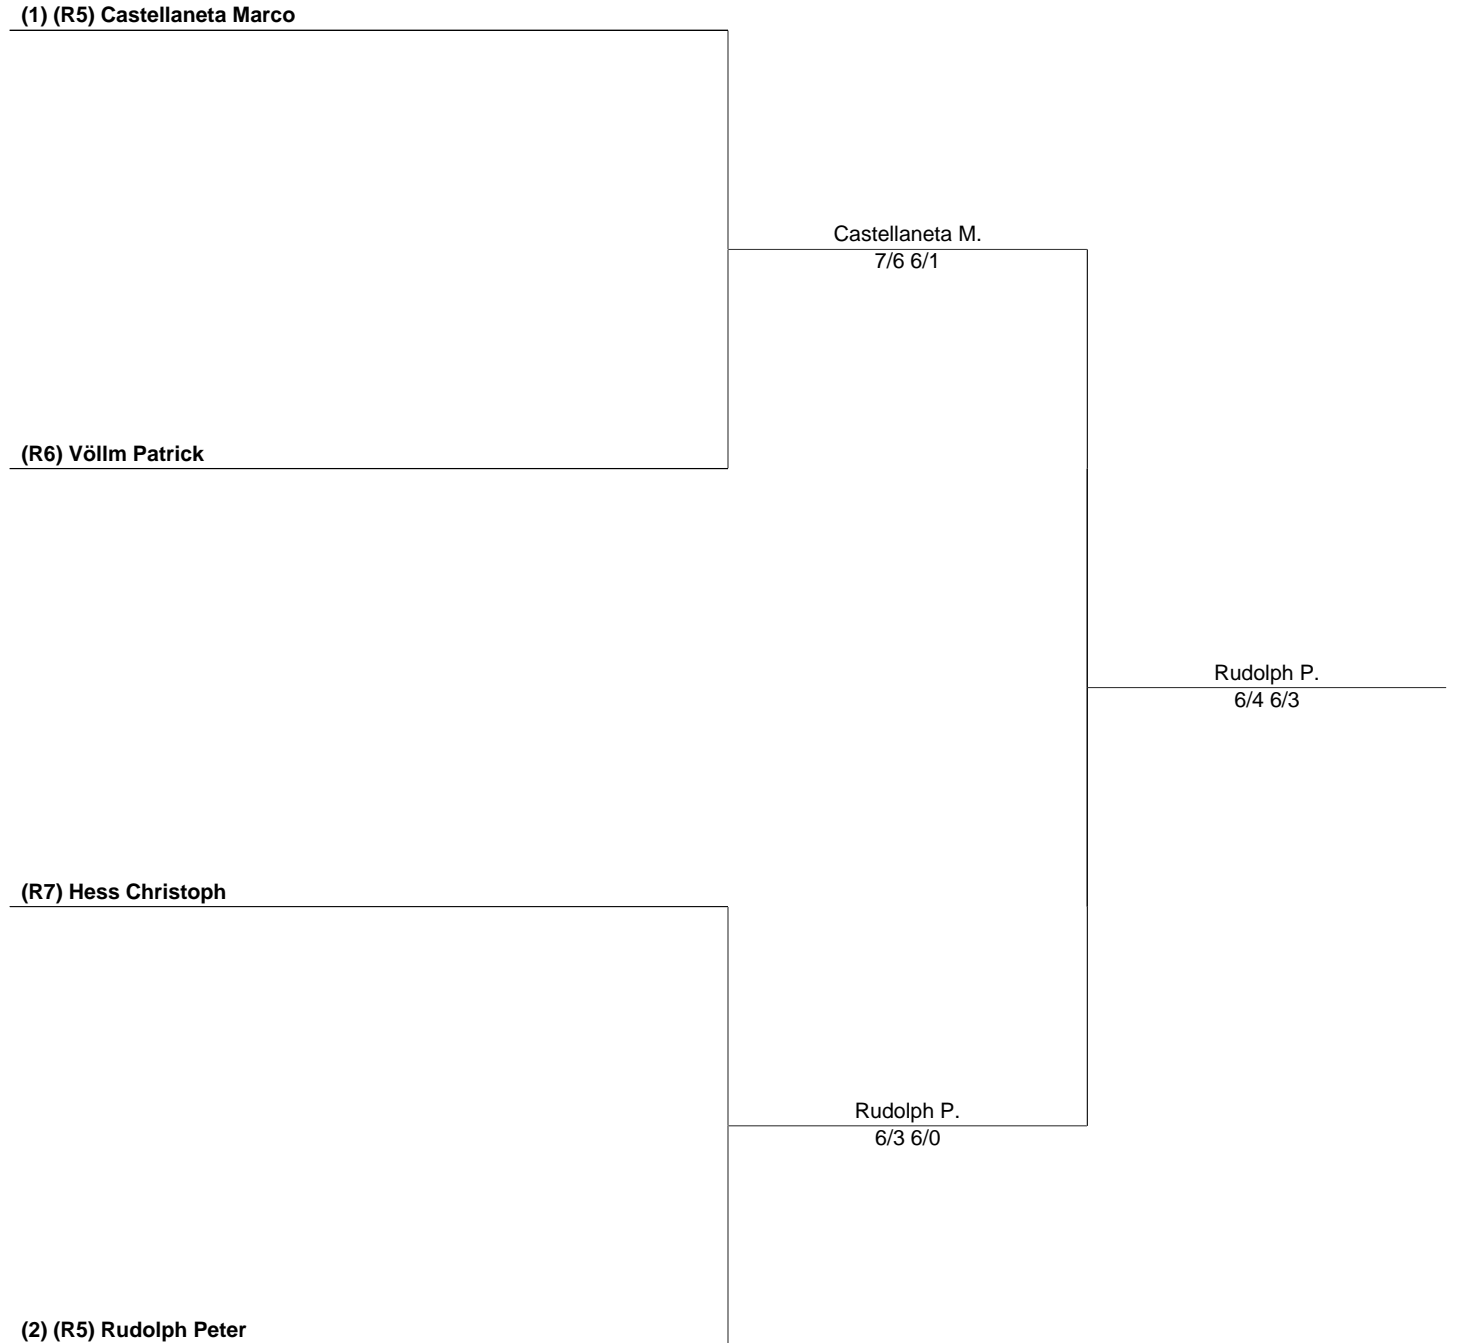 (1) (R5) Castellaneta Marco
Castellaneta M.
7/6 6/1
(R6) Völlm Patrick
Rudolph P.
6/4 6/3
(R7) Hess Christoph
Rudolph P.
6/3 6/0
(2) (R5) Rudolph Peter